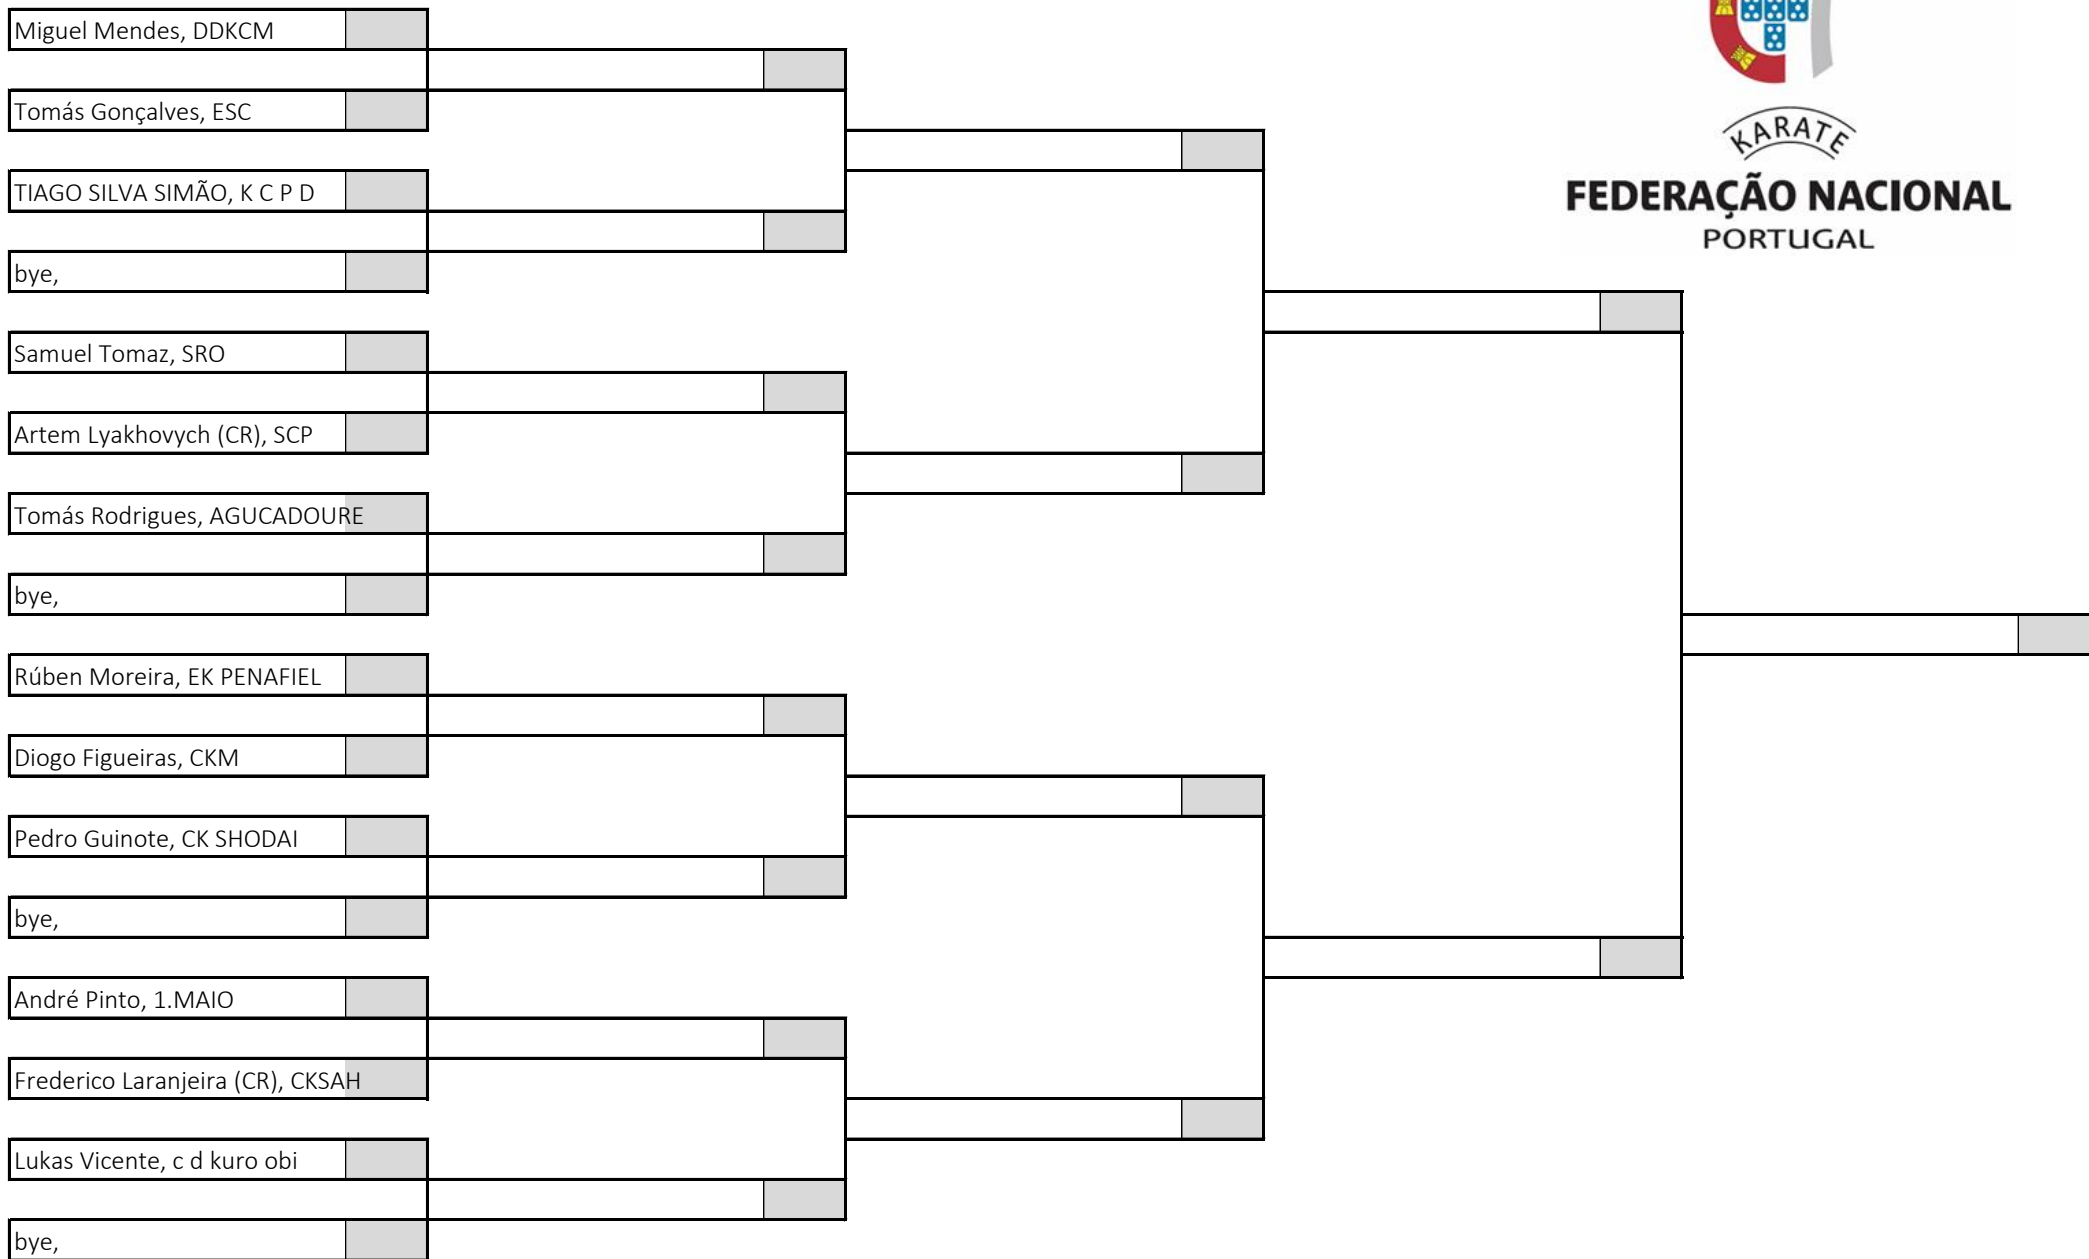 Miguel Mendes, DDKCM
Tomás Gonçalves, ESC
TIAGO SILVA SIMÃO, K C P D
bye,
Samuel Tomaz, SRO
Artem Lyakhovych (CR), SCP
Tomás Rodrigues, AGUCADOURE
bye,
Rúben Moreira, EK PENAFIEL
Diogo Figueiras, CKM
Pedro Guinote, CK SHODAI
bye,
André Pinto, 1.MAIO
Frederico Laranjeira (CR), CKSAH
Lukas Vicente, c d kuro obi
bye,
KARATE
FEDERAÇÃO NACIONAL
PORTUGAL